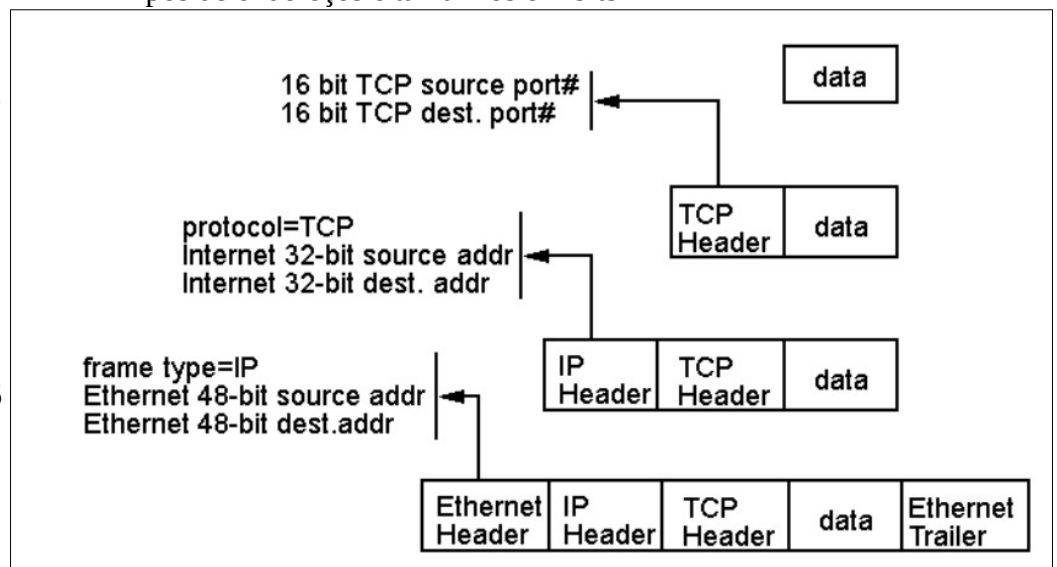 data
16 bit TCP source port#
16 bit TCP dest. port#
TCP
Header
data
protocol=TCP
Internet 32-bit source addr
Internet 32-bit dest. addr
IP
Header
TCP
Header
data
frame type=IP
Ethernet 48-bit source addr
Ethernet 48-bit dest.addr
Ethernet
Header
IP
Header
TCP
Header
data
Ethernet
Trailer